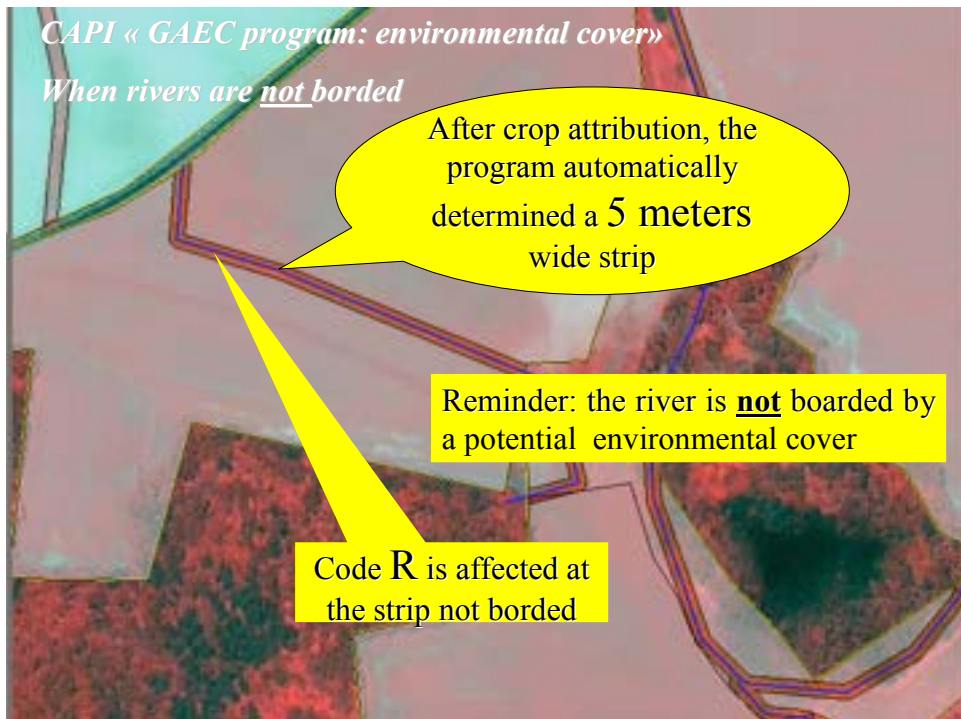 CAPI « GAEC program: environmental cover»
When rivers are not borded
After crop attribution, the
program automatically
determined a 5 meters
wide strip
Reminder: the river is not boarded by
a potential environmental cover
Code R is affected at
the strip not borded